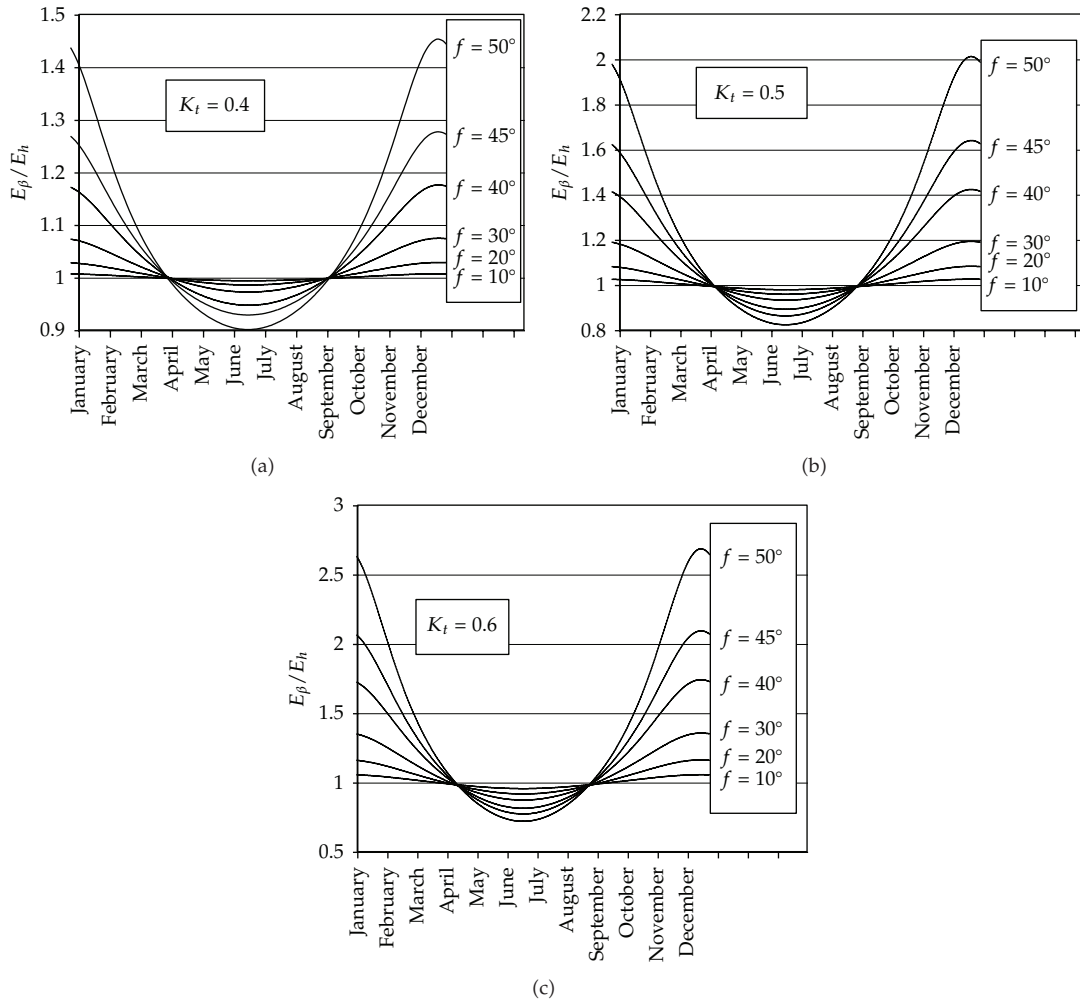 1.5
1.4
1.3
1.2
1.1
1
0.9
E_β/E_h
K_t = 0.4
f = 50°
f = 45°
f = 40°
f = 30°
f = 20°
f = 10°
January
February
March
April
May
June
July
August
September
October
November
December
(a)
2.2
2
1.8
1.6
1.4
1.2
1
0.8
E_β/E_h
K_t = 0.5
f = 50°
f = 45°
f = 40°
f = 30°
f = 20°
f = 10°
January
February
March
April
May
June
July
August
September
October
November
December
(b)
3
2.5
2
1.5
1
0.5
E_β/E_h
K_t = 0.6
f = 50°
f = 45°
f = 40°
f = 30°
f = 20°
f = 10°
January
February
March
April
May
June
July
August
September
October
November
December
(c)